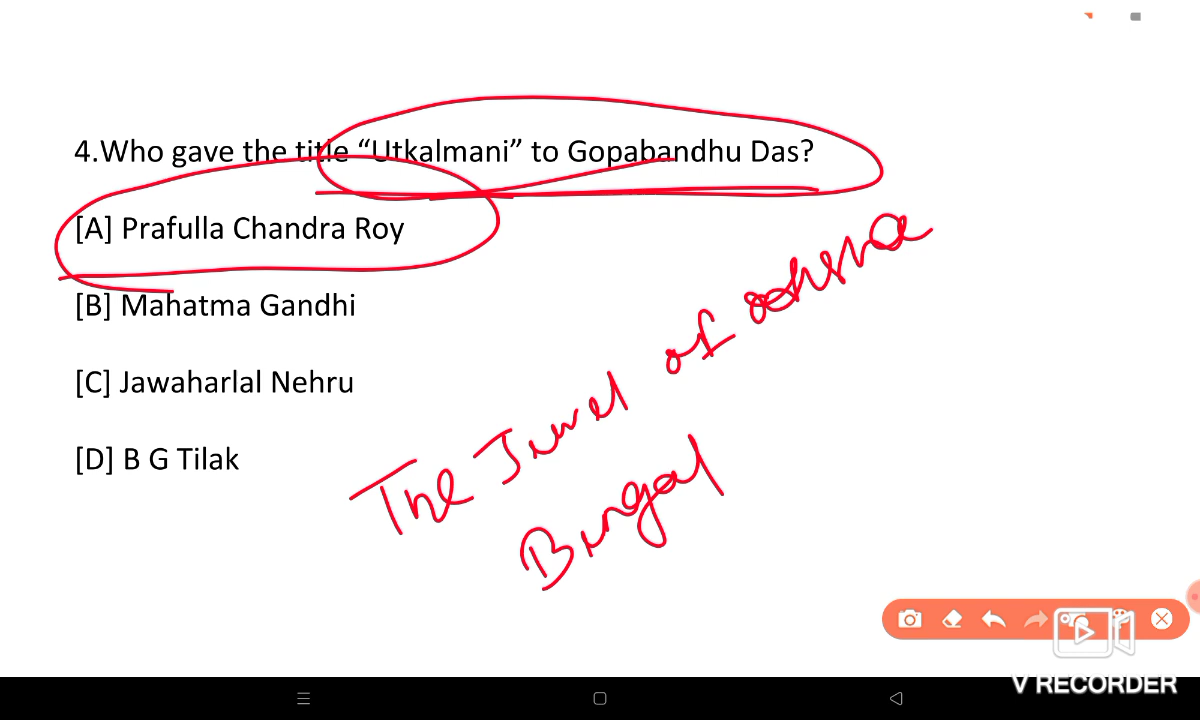 4.Who gave the title “Utkalmani” to Gopabandhu Das?
[A] Prafulla Chandra Roy
[B] Mahatma Gandhi
[C] Jawaharlal Nehru
[D] B G Tilak
The Jewel of
Bengal
V RECORDER